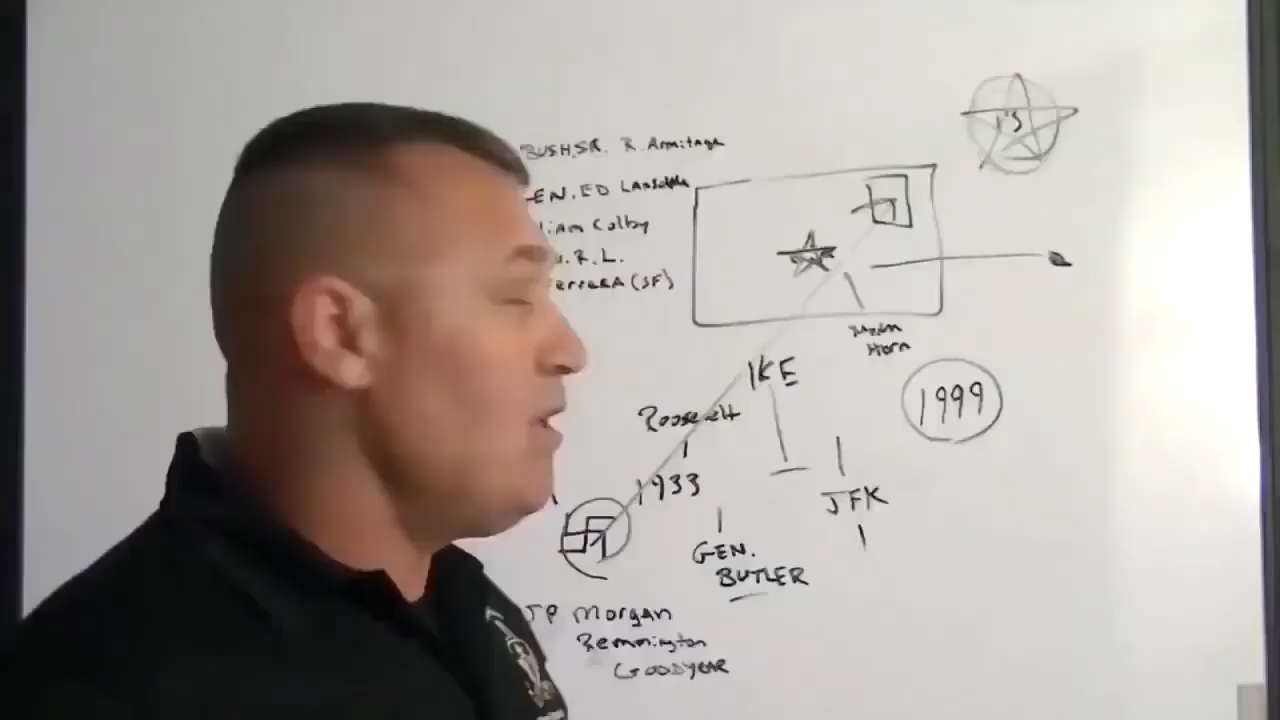 BUSH, SR. R. Armitage
EN. ED Lansdale
liam Colby
.R.L.
Ferrera (SF)
13
IKE
Horn
1999
Roosevelt
1933
JFK
GEN.
BUTLER
JP Morgan
Remmington
GOODYEAR